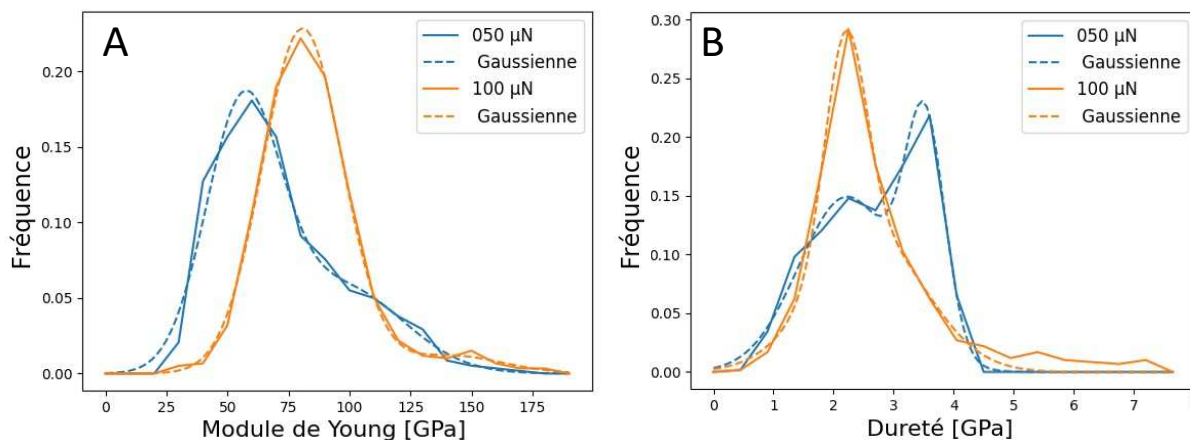 A
050 µN
Gaussienne
100 µN
Gaussienne
0.20
0.15
0.10
0.05
0.00
Fréquence
0 25 50 75 100 125 150 175
Module de Young [GPa]
B
050 µN
Gaussienne
100 µN
Gaussienne
0.30
0.25
0.20
0.15
0.10
0.05
0.00
Fréquence
0 1 2 3 4 5 6 7
Dureté [GPa]